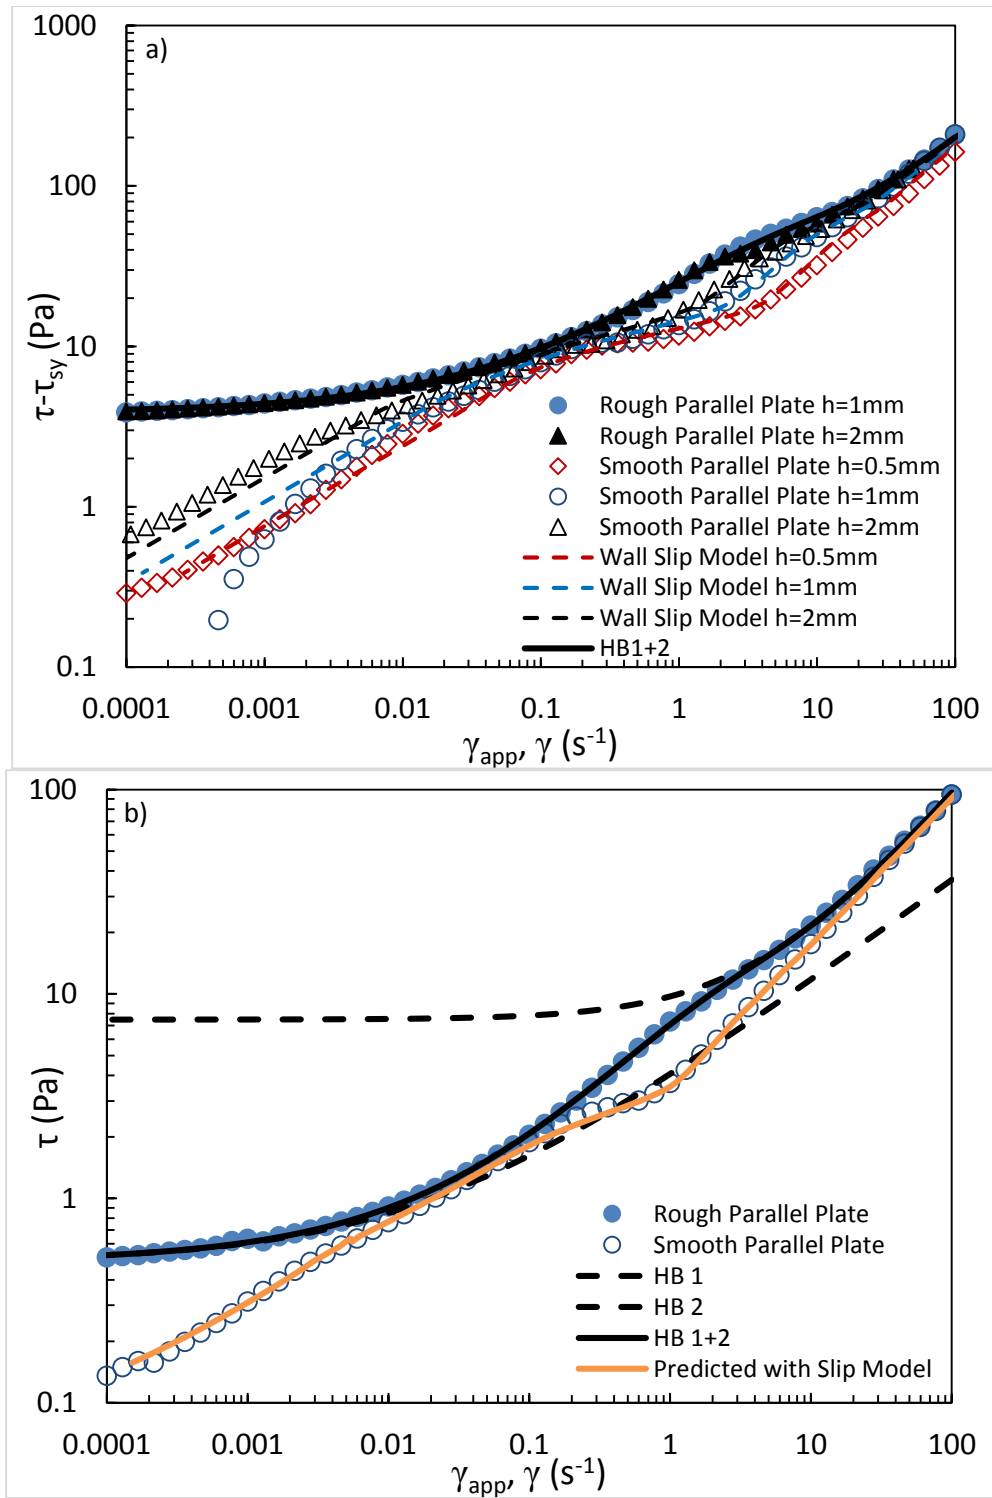 a)
1000
100
10
1
0.1
τ-τsy (Pa)
Rough Parallel Plate h=1mm
Rough Parallel Plate h=2mm
Smooth Parallel Plate h=0.5mm
Smooth Parallel Plate h=1mm
Smooth Parallel Plate h=2mm
Wall Slip Model h=0.5mm
Wall Slip Model h=1mm
Wall Slip Model h=2mm
HB1+2
0.0001 0.001 0.01 0.1 1 10 100
γapp, γ (s⁻¹)
b)
100
10
1
0.1
τ (Pa)
Rough Parallel Plate
Smooth Parallel Plate
HB 1
HB 2
HB 1+2
Predicted with Slip Model
0.0001 0.001 0.01 0.1 1 10 100
γapp, γ (s⁻¹)